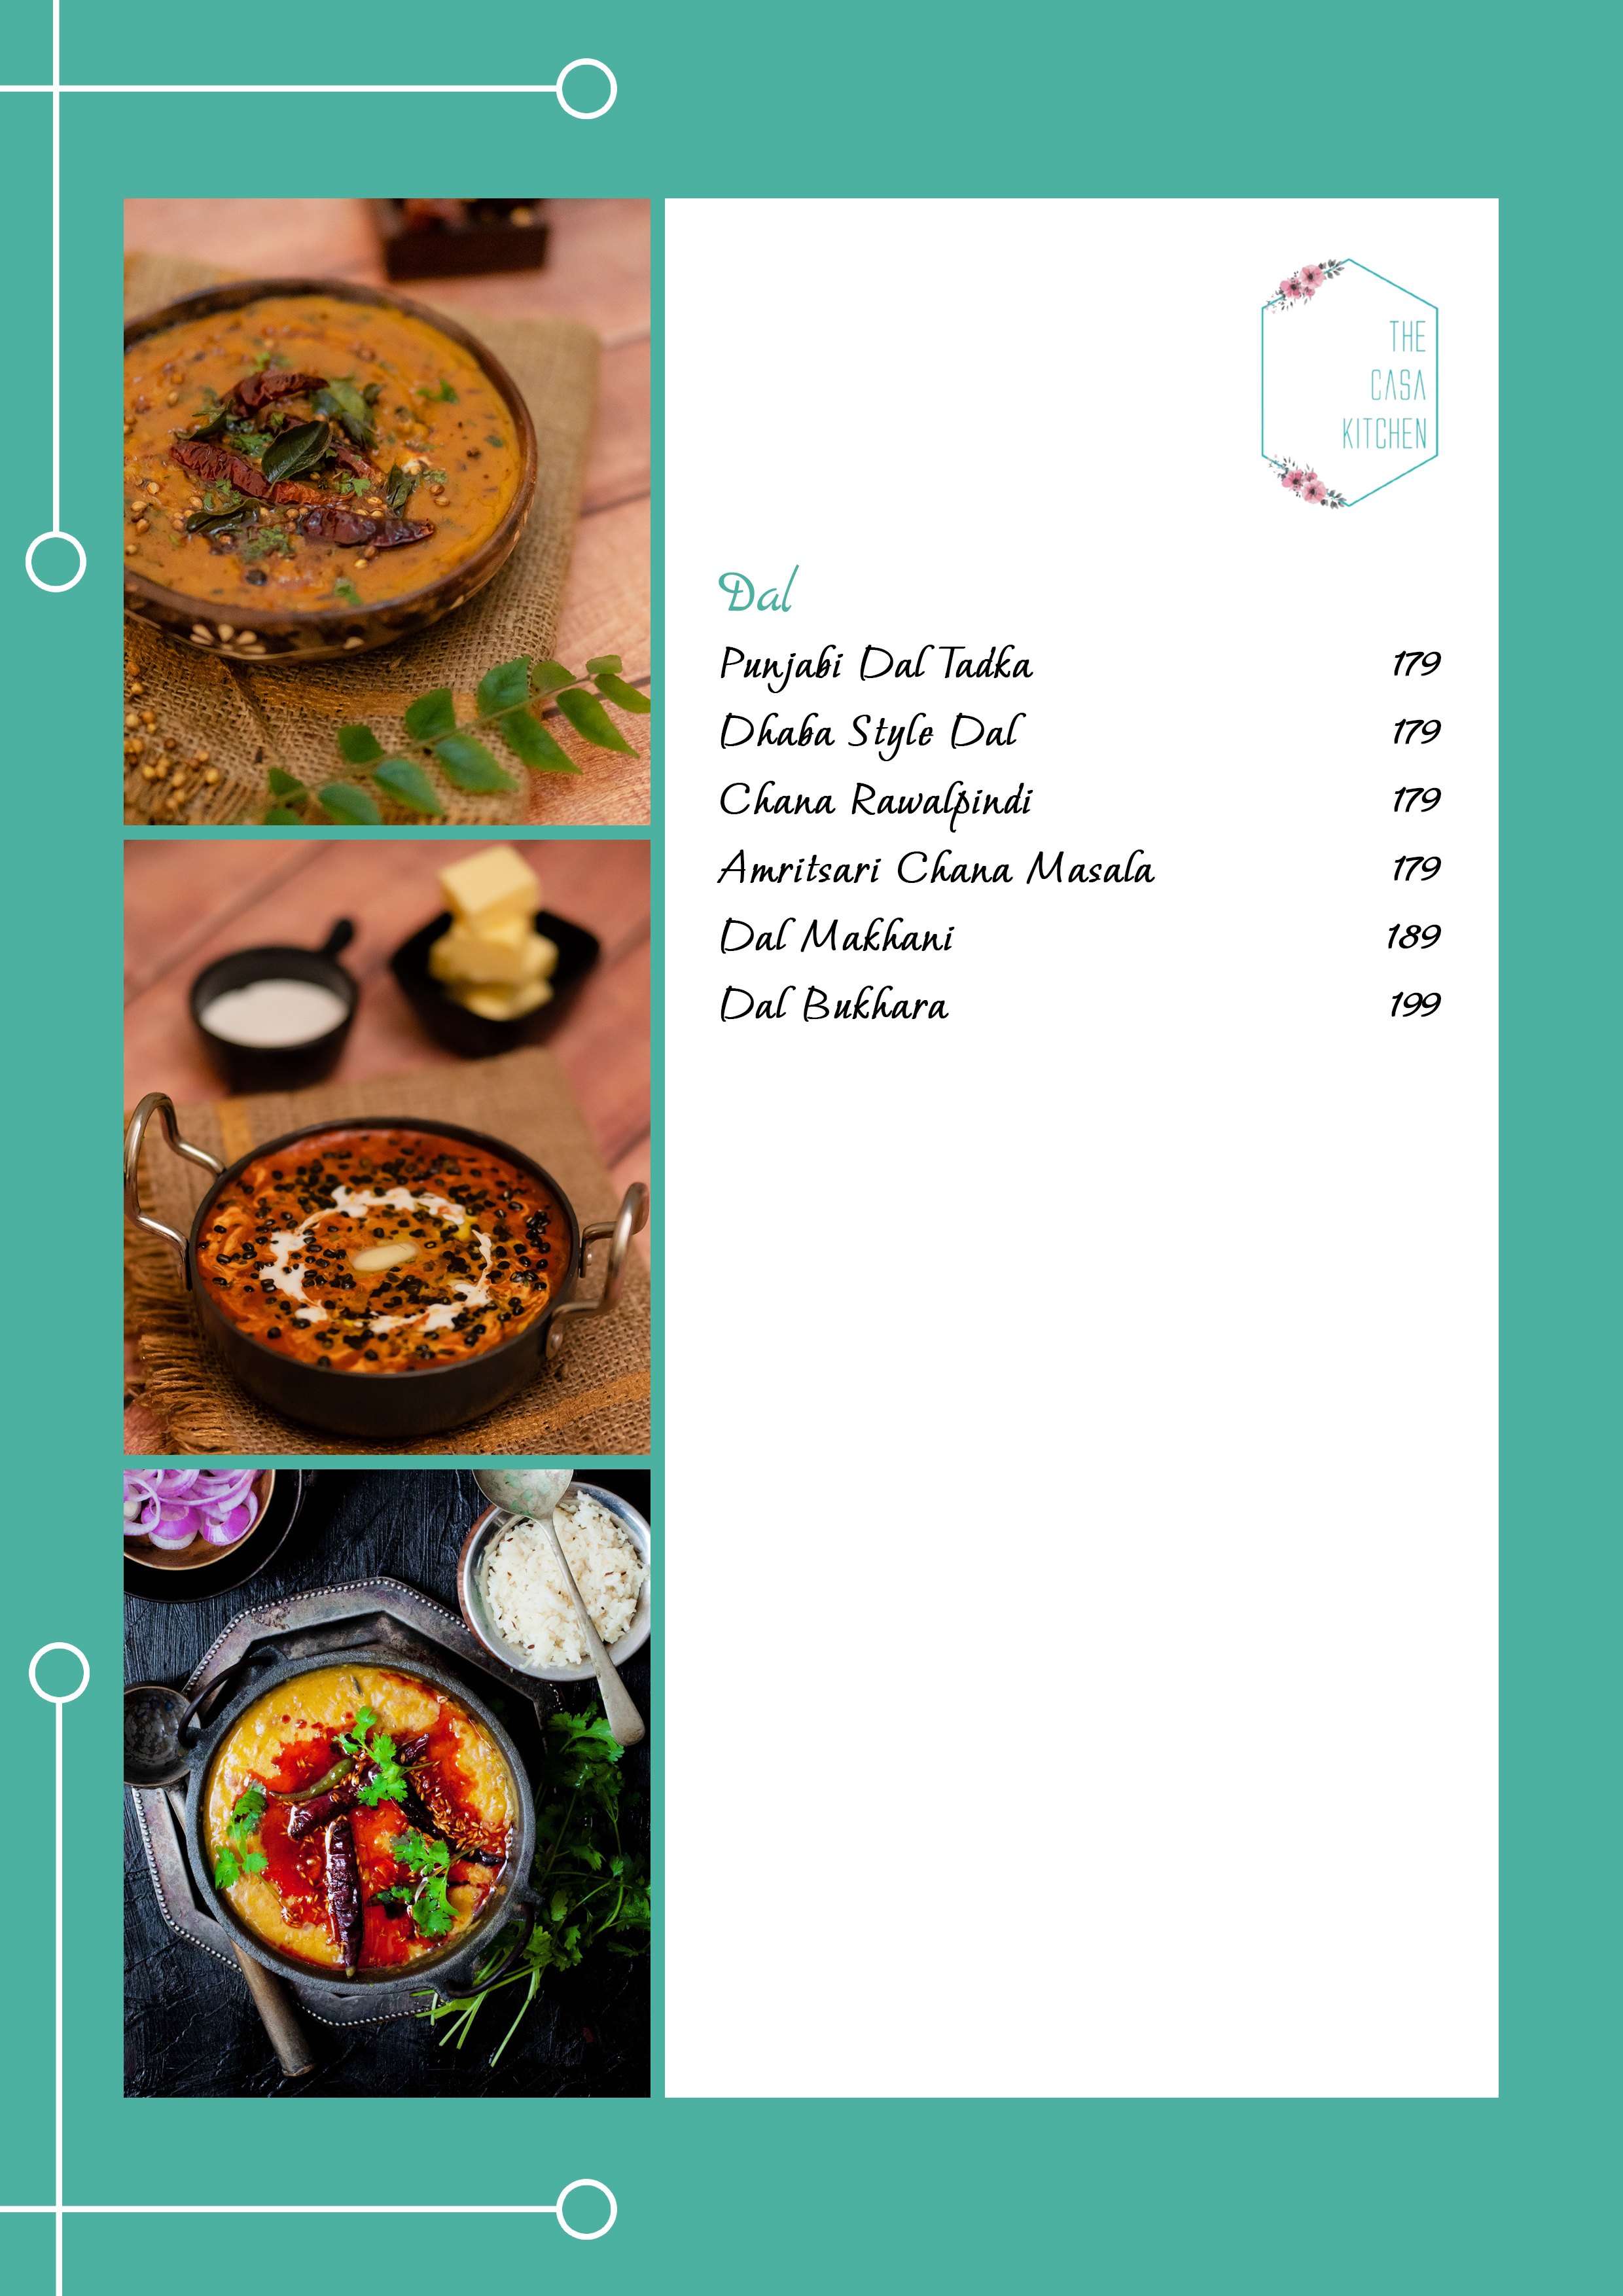 THE
CASA
KITCHEN
Dal
Punjabi Dal Tadka 179
Dhaba Style Dal 179
Chana Rawalpindi 179
Amritsari Chana Masala 179
Dal Makhani 189
Dal Bukhara 199